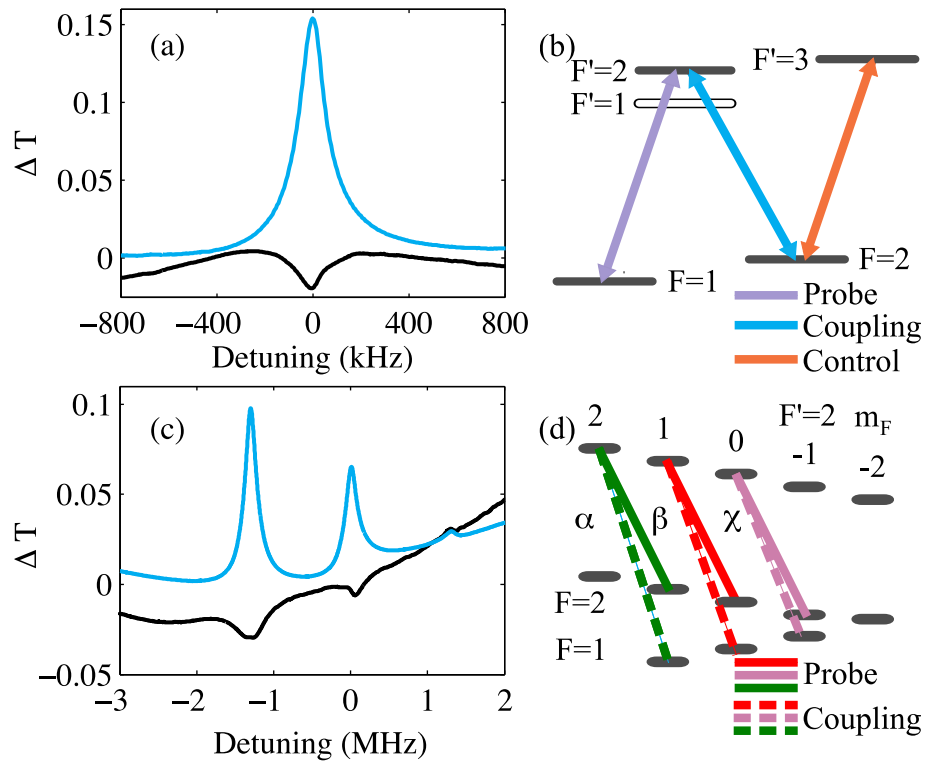 (a)
0.15
0.1
0.05
0
Δ T
−800 −400 0 400 800
Detuning (kHz)
(b)
F'=2
F'=1
F'=3
F=1
F=2
Probe
Coupling
Control
(c)
0.1
0.05
0
−0.05
Δ T
−3 −2 −1 0 1 2
Detuning (MHz)
(d)
F'=2 m_F
2 1 0 -1 -2
α β χ
F=2
F=1
Probe
Coupling